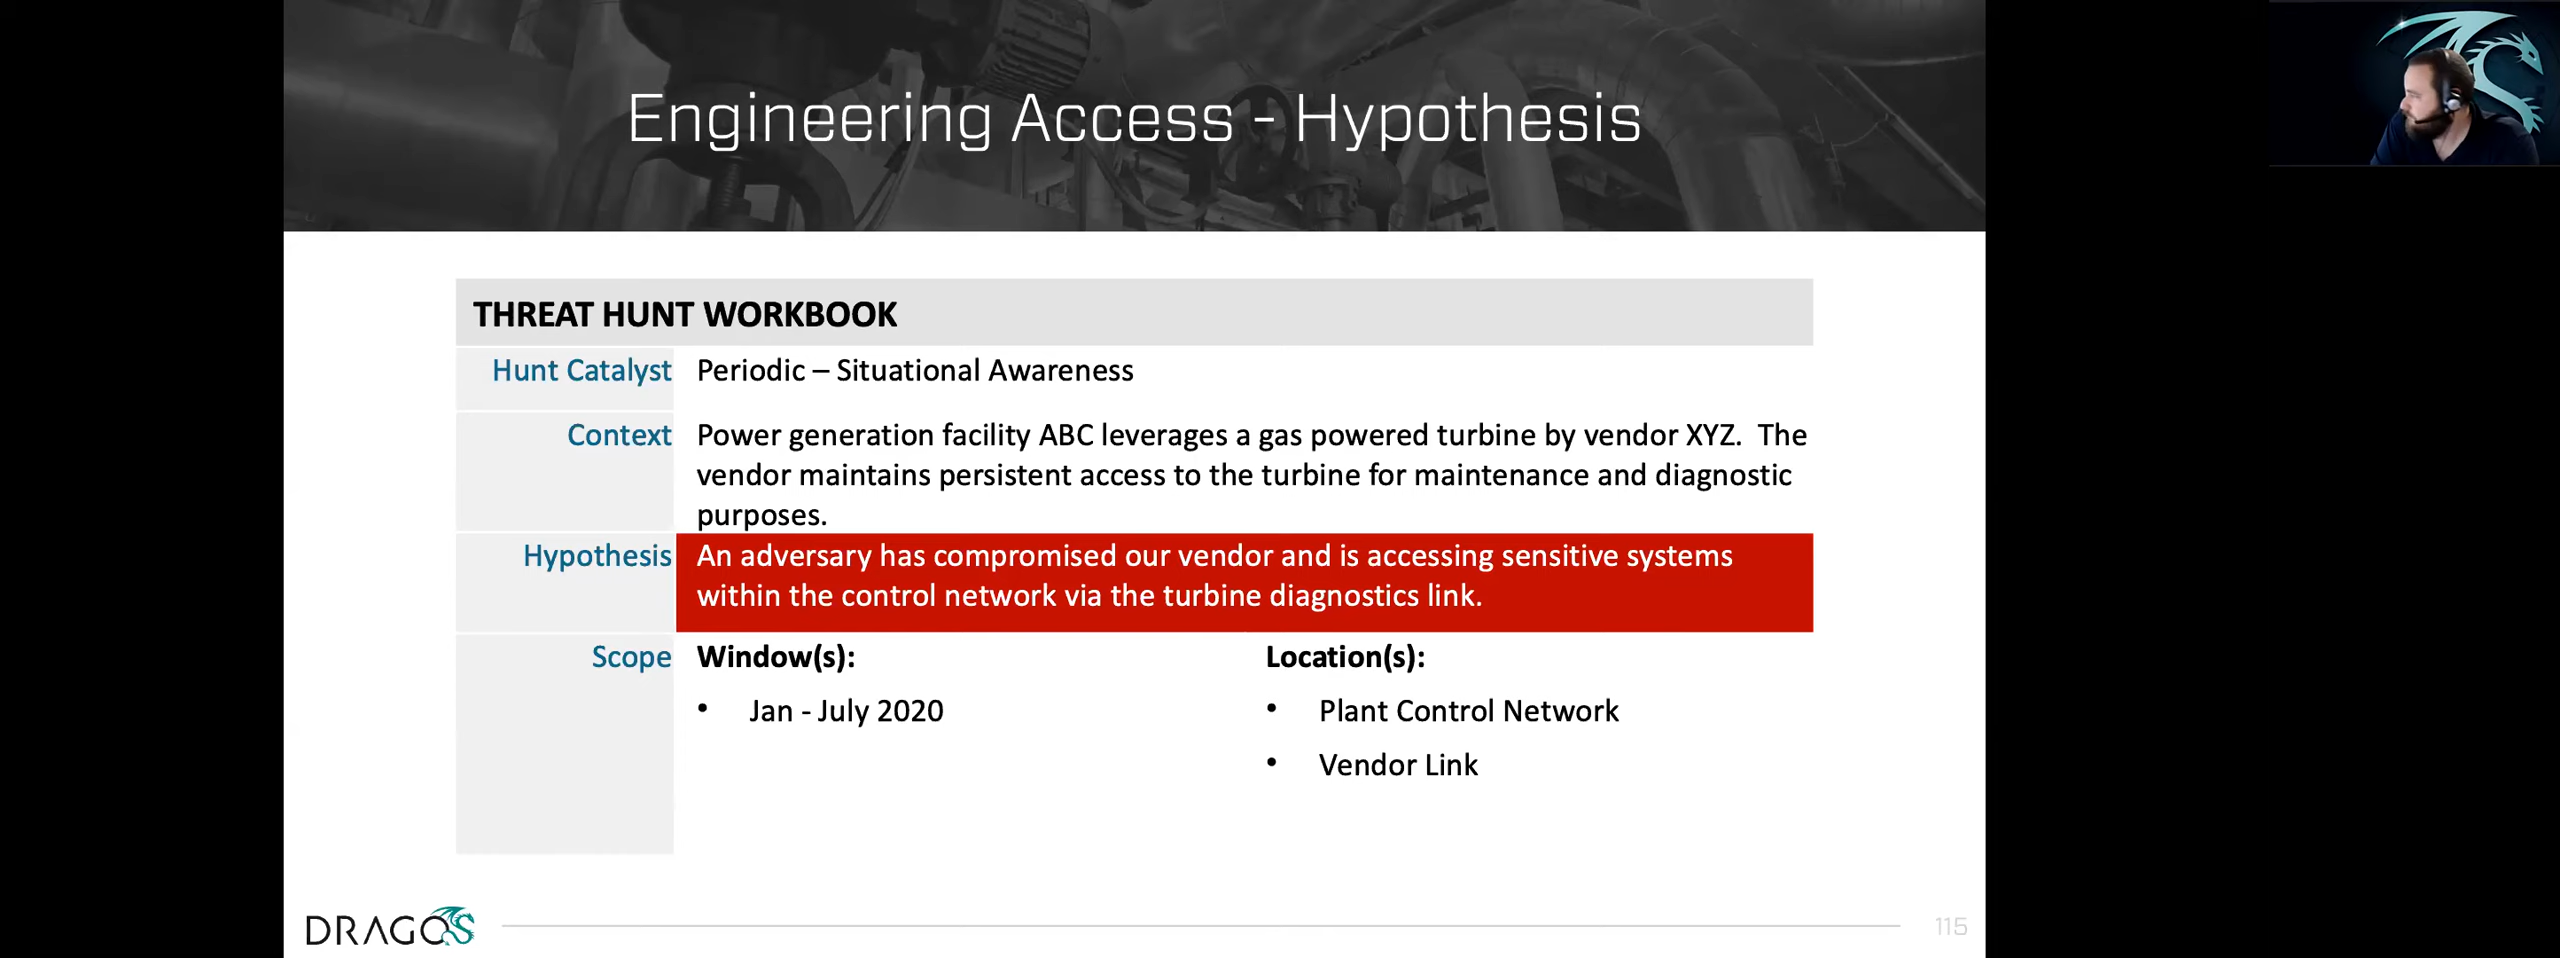 Engineering Access - Hypothesis
THREAT HUNT WORKBOOK
Hunt Catalyst
Periodic – Situational Awareness
Context
Power generation facility ABC leverages a gas powered turbine by vendor XYZ.  The
vendor maintains persistent access to the turbine for maintenance and diagnostic
purposes.
Hypothesis
An adversary has compromised our vendor and is accessing sensitive systems
within the control network via the turbine diagnostics link.
Scope
Window(s):
• Jan - July 2020
Location(s):
• Plant Control Network
• Vendor Link
DRAGOS
115